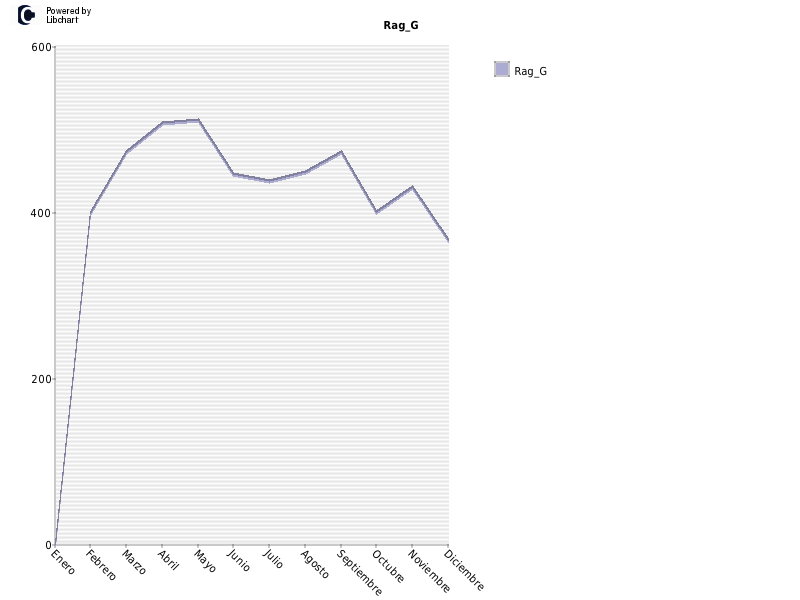 Powered by
Libchart
Rag_G
Rag_G
600
400
200
0
Enero
Febrero
Marzo
Abril
Mayo
Junio
Julio
Agosto
Septiembre
Octubre
Noviembre
Diciembre